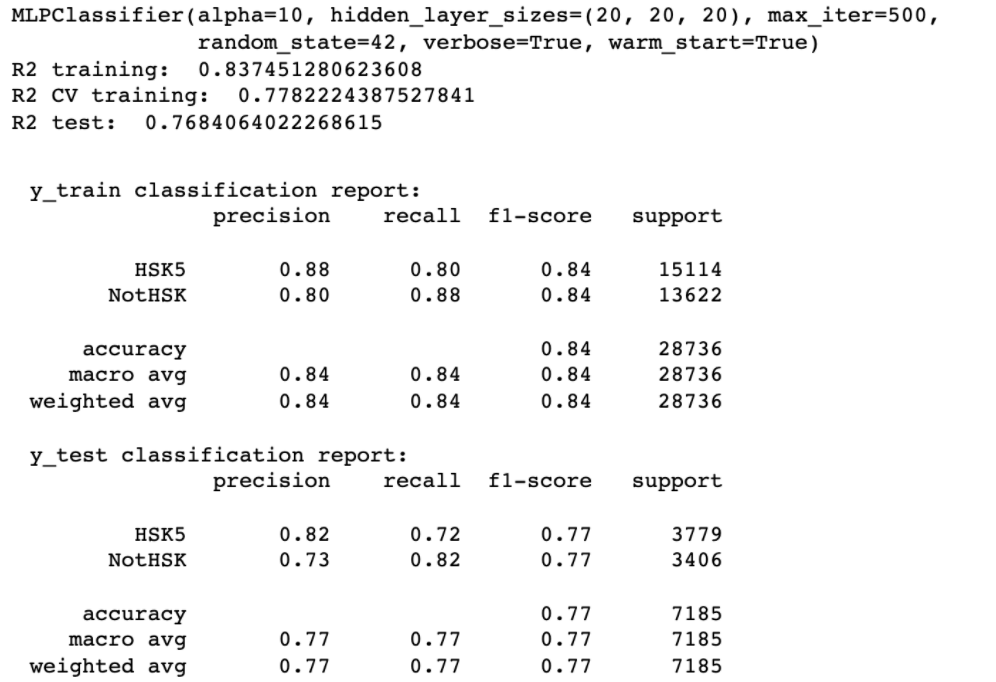 MLPClassifier(alpha=10, hidden_layer_sizes=(20, 20, 20), max_iter=500,
random_state=42, verbose=True, warm_start=True)
R2 training: 0.837451280623608
R2 CV training: 0.7782224387527841
R2 test: 0.7684064022268615
y_train classification report:
precision recall f1-score support
HSK5 0.88 0.80 0.84 15114
NotHSK 0.80 0.88 0.84 13622
accuracy 0.84 28736
macro avg 0.84 0.84 0.84 28736
weighted avg 0.84 0.84 0.84 28736
y_test classification report:
precision recall f1-score support
HSK5 0.82 0.72 0.77 3779
NotHSK 0.73 0.82 0.77 3406
accuracy 0.77 7185
macro avg 0.77 0.77 0.77 7185
weighted avg 0.77 0.77 0.77 7185